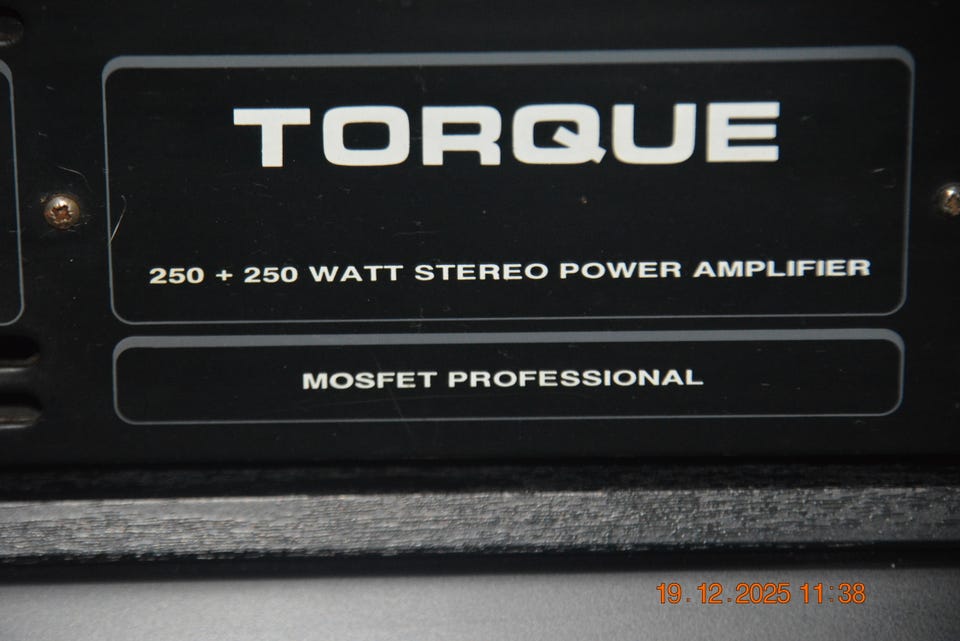 TORQUE
250 + 250 WATT STEREO POWER AMPLIFIER
MOSFET PROFESSIONAL
19.12.2025 11:38